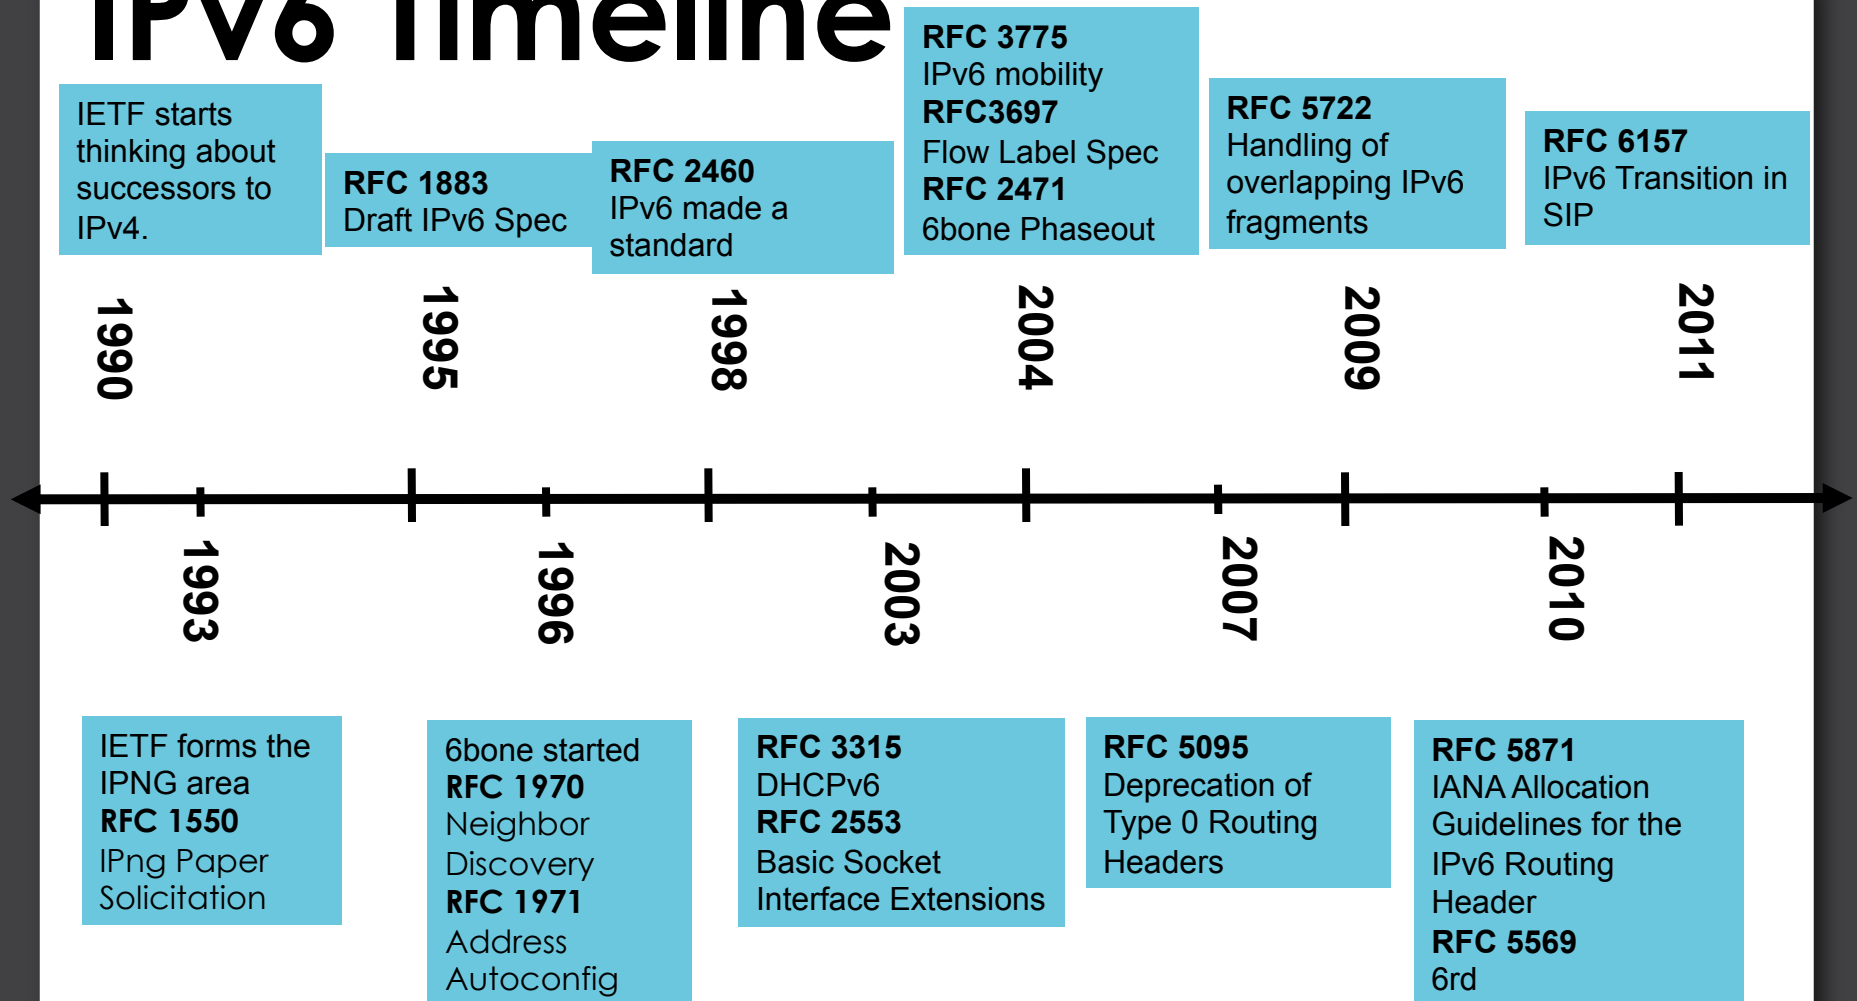 IPv6 Timeline
IETF starts
thinking about
successors to
IPv4.
RFC 1883
Draft IPv6 Spec
RFC 2460
IPv6 made a
standard
RFC 3775
IPv6 mobility
RFC3697
Flow Label Spec
RFC 2471
6bone Phaseout
RFC 5722
Handling of
overlapping IPv6
fragments
RFC 6157
IPv6 Transition in
SIP
1990
1995
1998
2004
2009
2011
1993
1996
2003
2007
2010
IETF forms the
IPNG area
RFC 1550
IPng Paper
Solicitation
6bone started
RFC 1970
Neighbor
Discovery
RFC 1971
Address
Autoconfig
RFC 3315
DHCPv6
RFC 2553
Basic Socket
Interface Extensions
RFC 5095
Deprecation of
Type 0 Routing
Headers
RFC 5871
IANA Allocation
Guidelines for the
IPv6 Routing
Header
RFC 5569
6rd